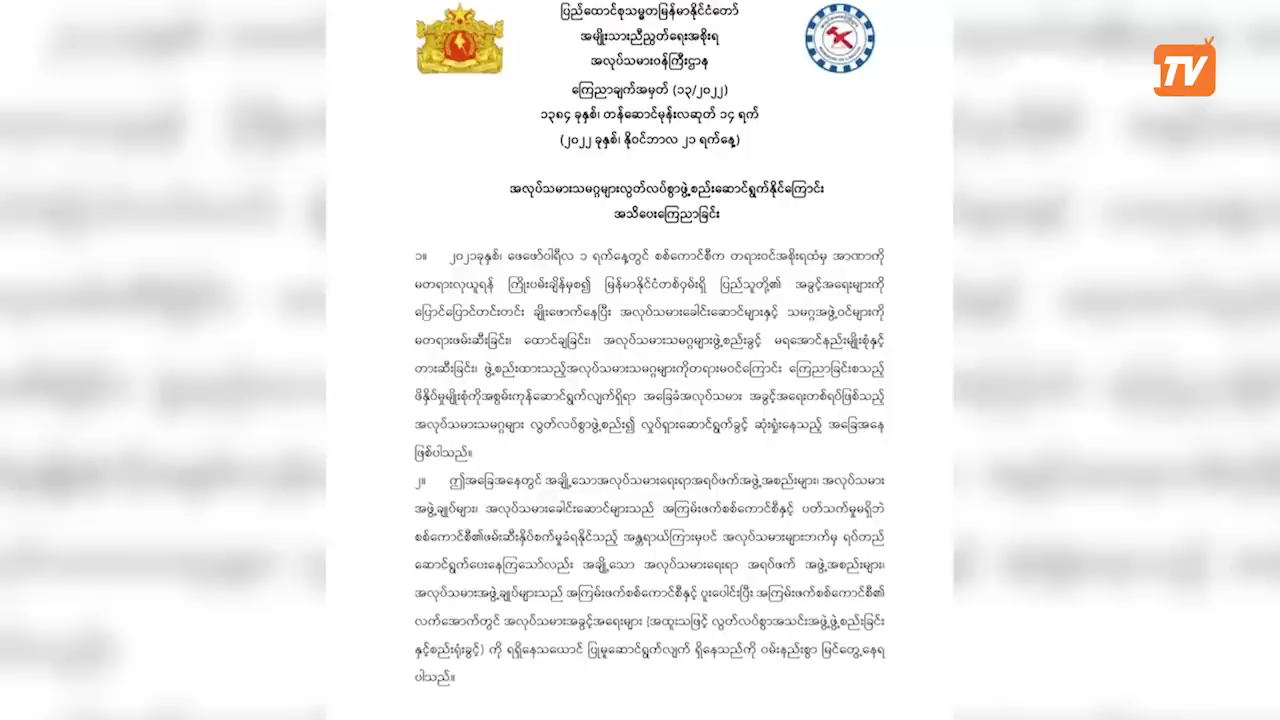 ပြည်ထောင်စုသမ္မတမြန်မာနိုင်ငံတော်
အမျိုးသားညီညွတ်ရေးအစိုးရ
အလုပ်သမားဝန်ကြီးဌာန
ကြေညာချက်အမှတ် (၁၃/၂၀၂၂)
၁၃၈၄ ခုနှစ်၊ တန်ဆောင်မုန်းလဆုတ် ၁၄ ရက်
(၂၀၂၂ ခုနှစ်၊ နိုဝင်ဘာလ ၂၁ ရက်နေ့)
TV
အလုပ်သမားသမဂ္ဂများလွတ်လပ်စွာဖွဲ့စည်းဆောင်ရွက်နိုင်ကြောင်း
အသိပေးကြေညာခြင်း
၁။ ၂၀၂၁ခုနှစ်၊ ဖေဖော်ဝါရီလ ၁ ရက်နေ့တွင် စစ်ကောင်စီက တရားဝင်အစိုးရထံမှ အာဏာကို
မတရားလုယူရန် ကြိုးပမ်းချိန်မှစ၍ မြန်မာနိုင်ငံတစ်ဝှမ်းရှိ ပြည်သူတို့၏ အခွင့်အရေးများကို
ပြောင်ပြောင်တင်းတင်း ချိုးဖောက်နေပြီး အလုပ်သမားခေါင်းဆောင်များနှင့် သမဂ္ဂအဖွဲ့ဝင်များကို
မတရားဖမ်းဆီးခြင်း၊ ထောင်ချခြင်း၊ အလုပ်သမားသမဂ္ဂများဖွဲ့စည်းခွင့် မရအောင်နည်းမျိုးစုံနှင့်
တားဆီးခြင်း၊ ဖွဲ့စည်းထားသည့်အလုပ်သမားသမဂ္ဂများကိုတရားမဝင်ကြောင်း ကြေညာခြင်းစသည့်
ဖိနှိပ်မှုမျိုးစုံကိုအစွမ်းကုန်ဆောင်ရွက်လျက်ရှိရာ အခြေခံအလုပ်သမား အခွင့်အရေးတစ်ရပ်ဖြစ်သည့်
အလုပ်သမားသမဂ္ဂများ လွတ်လပ်စွာဖွဲ့စည်း၍ လှုပ်ရှားဆောင်ရွက်ခွင့် ဆုံးရှုံးနေသည့် အခြေအနေ
ဖြစ်ပါသည်။
၂။ ဤအခြေအနေတွင် အချို့သောအလုပ်သမားရေးရာအရပ်ဖက်အဖွဲ့အစည်းများ၊ အလုပ်သမား
အဖွဲ့ချုပ်များ၊ အလုပ်သမားခေါင်းဆောင်များသည် အကြမ်းဖက်စစ်ကောင်စီနှင့် ပတ်သက်မှုမရှိဘဲ
စစ်ကောင်စီ၏ဖမ်းဆီးနှိပ်စက်မှုခံရနိုင်သည့် အန္တရာယ်ကြားမှပင် အလုပ်သမားများဘက်မှ ရပ်တည်
ဆောင်ရွက်ပေးနေကြသော်လည်း အချို့သော အလုပ်သမားရေးရာ အရပ်ဖက် အဖွဲ့အစည်းများ၊
အလုပ်သမားအဖွဲ့ချုပ်များသည် အကြမ်းဖက်စစ်ကောင်စီနှင့် ပူးပေါင်းပြီး အကြမ်းဖက်စစ်ကောင်စီ၏
လက်အောက်တွင် အလုပ်သမားအခွင့်အရေးများ (အထူးသဖြင့် လွတ်လပ်စွာအသင်းအဖွဲ့ဖွဲ့စည်းခြင်း
နှင့်စည်းရုံးခွင့်) ကို ရရှိနေသယောင် ပြုမူဆောင်ရွက်လျက် ရှိနေသည်ကို ဝမ်းနည်းစွာ မြင်တွေ့နေရ
ပါသည်။